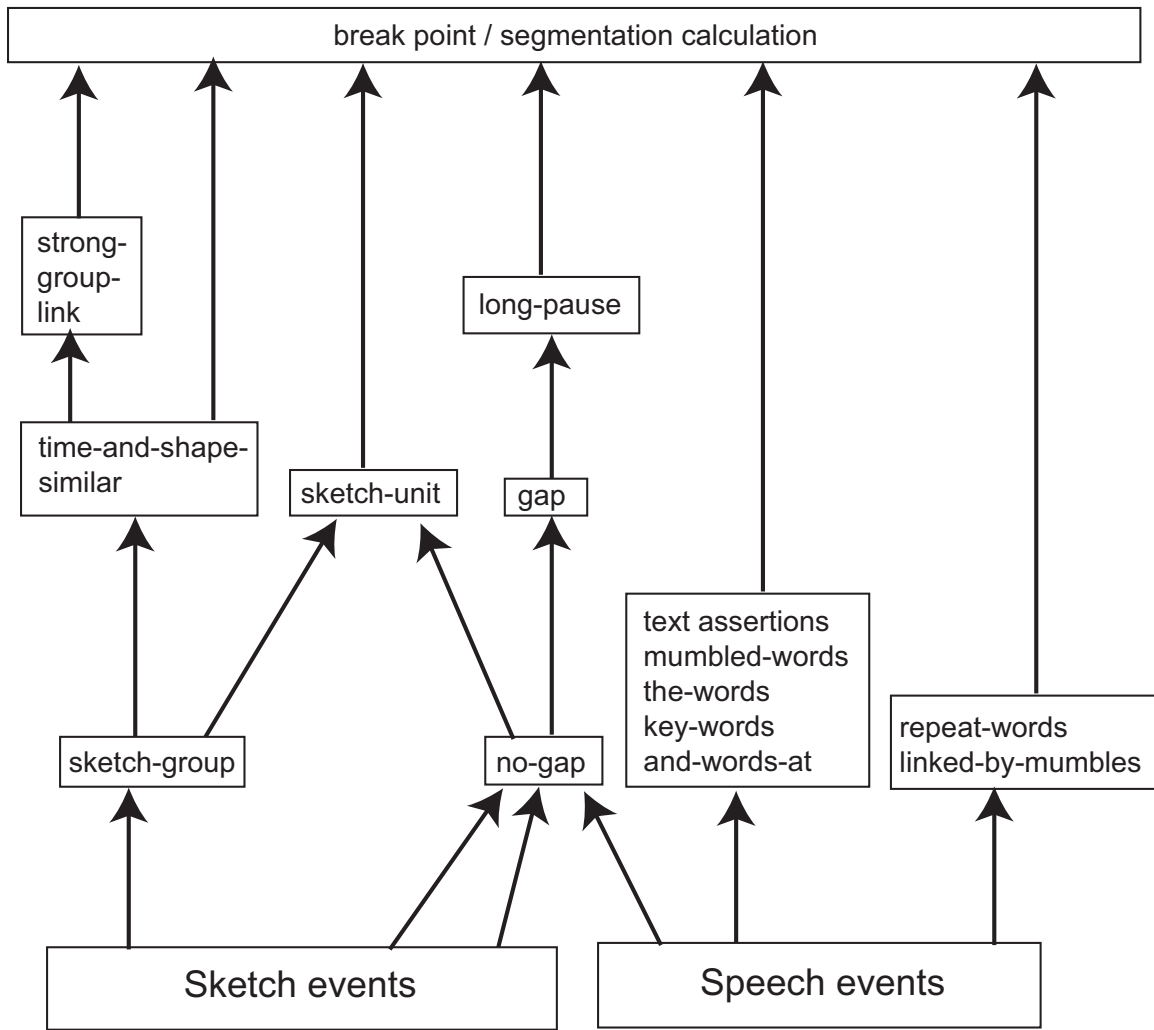 break point / segmentation calculation
strong-
group-
link
long-pause
time-and-shape-
similar
sketch-unit
gap
text assertions
mumbled-words
the-words
key-words
and-words-at
repeat-words
linked-by-mumbles
sketch-group
no-gap
Sketch events
Speech events